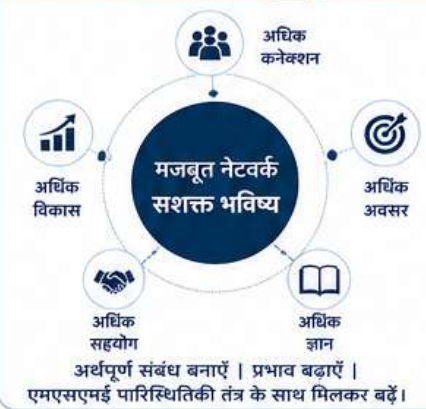 अधिक
कनेक्शन
अधिक
विकास
मजबूत नेटवर्क
सशक्त भविष्य
अधिक
अवसर
अधिक
सहयोग
अधिक
ज्ञान
अर्थपूर्ण संबंध बनाएँ | प्रभाव बढ़ाएँ |
एमएसएमई पारिस्थितिकी तंत्र के साथ मिलकर बढ़ें।